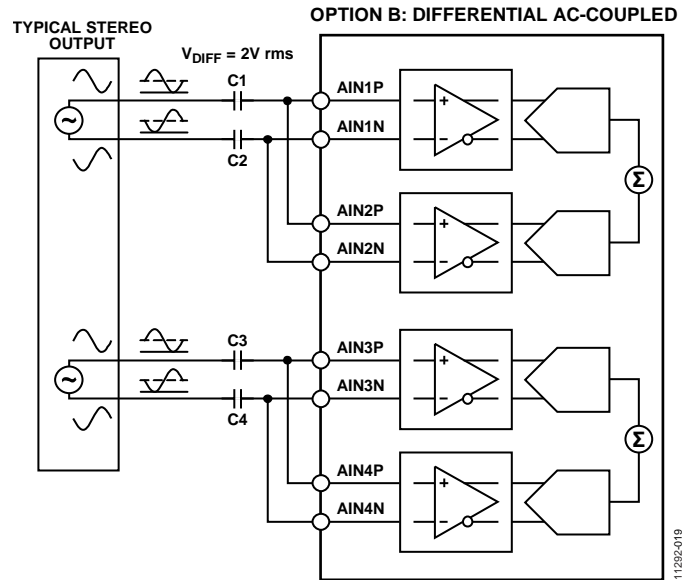 OPTION B: DIFFERENTIAL AC-COUPLED
TYPICAL STEREO
OUTPUT
V_DIFF = 2V rms
C1
C2
AIN1P
AIN1N
+
–
Σ
AIN2P
AIN2N
+
–
C3
C4
AIN3P
AIN3N
+
–
Σ
AIN4P
AIN4N
+
–
~
~
11292-019